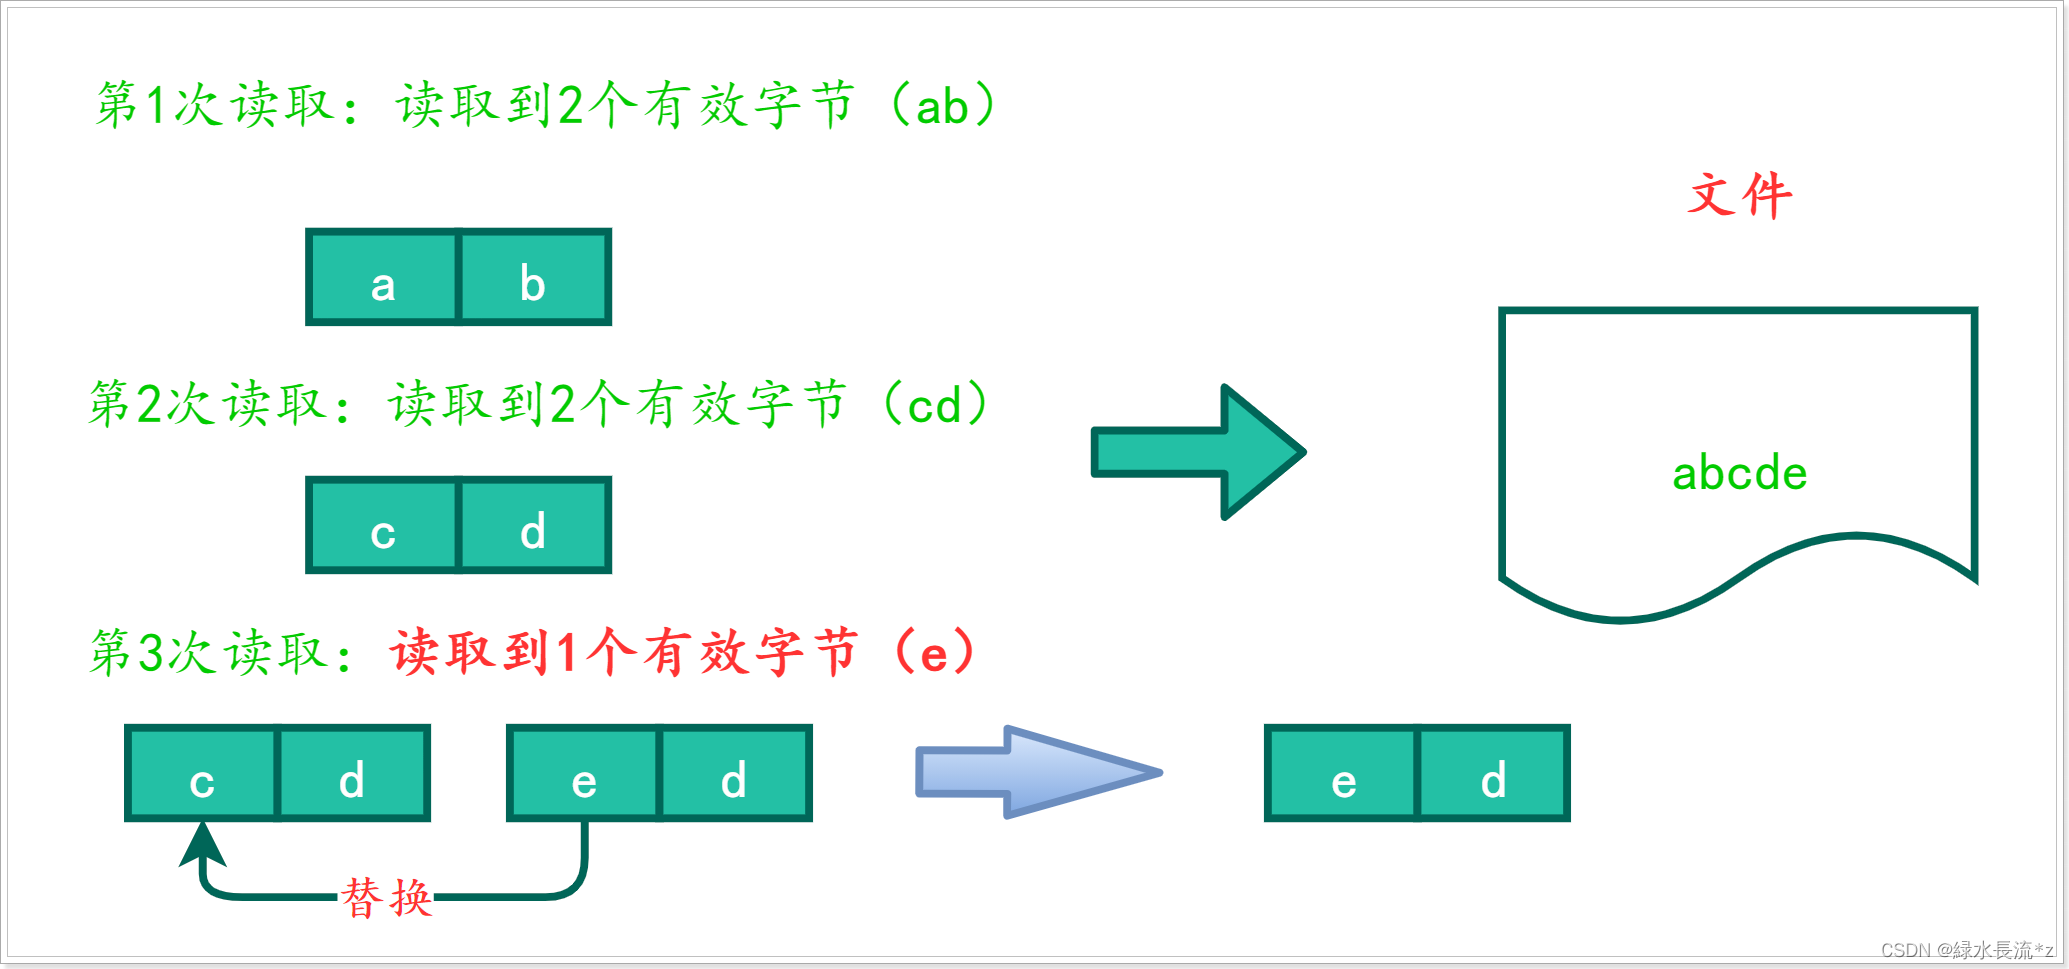 第1次读取：读取到2个有效字节（ab）
文件
a b
第2次读取：读取到2个有效字节（cd）
abcde
c d
第3次读取：读取到1个有效字节（e）
c d e d e d
替换
CSDN @緑水長流*z